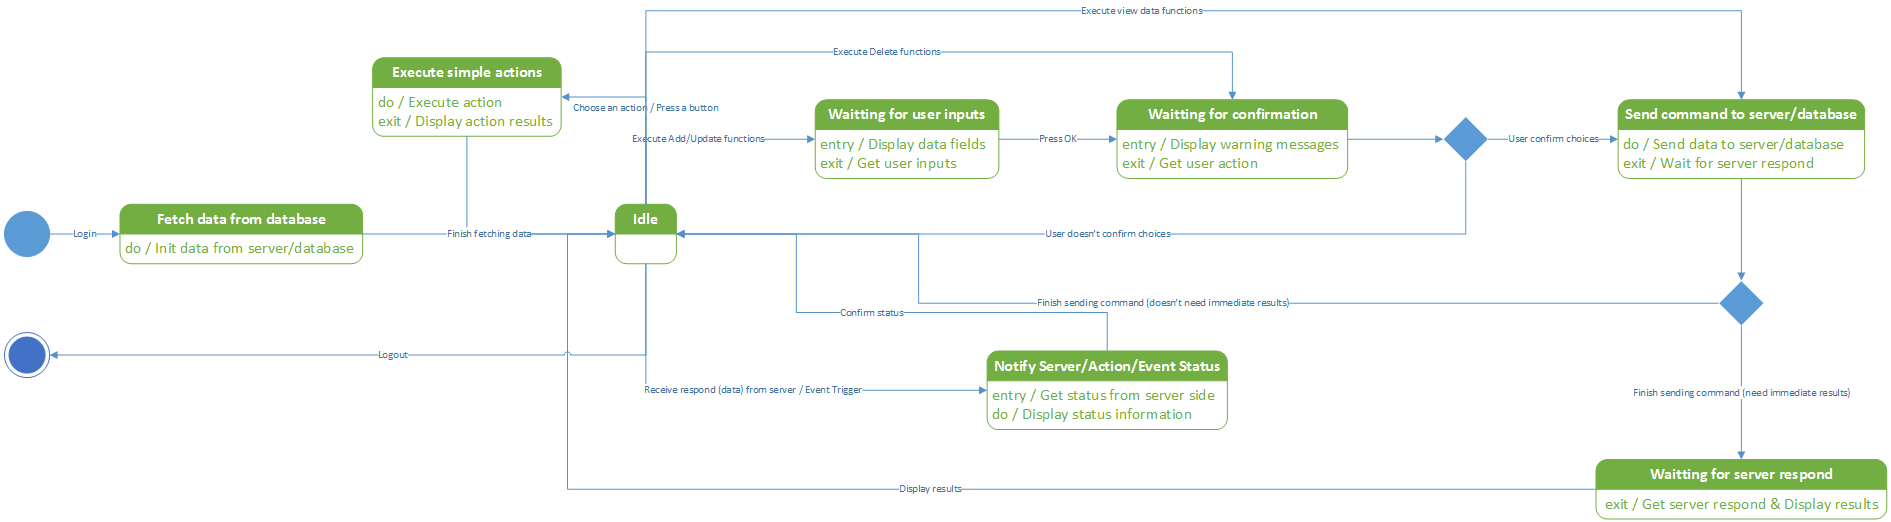 Execute view data functions
Execute Delete functions
Execute simple actions
do / Execute action
exit / Display action results
Choose an action / Press a button
Execute Add/Update functions
Waitting for user inputs
entry / Display data fields
exit / Get user inputs
Press OK
Waitting for confirmation
entry / Display warning messages
exit / Get user action
User confirm choices
Send command to server/database
do / Send data to server/database
exit / Wait for server respond
Login
Fetch data from database
do / Init data from server/database
Finish fetching data
Idle
User doesn't confirm choices
Finish sending command (doesn't need immediate results)
Confirm status
Logout
Receive respond (data) from server / Event Trigger
Notify Server/Action/Event Status
entry / Get status from server side
do / Display status information
Finish sending command (need immediate results)
Waitting for server respond
exit / Get server respond & Display results
Display results